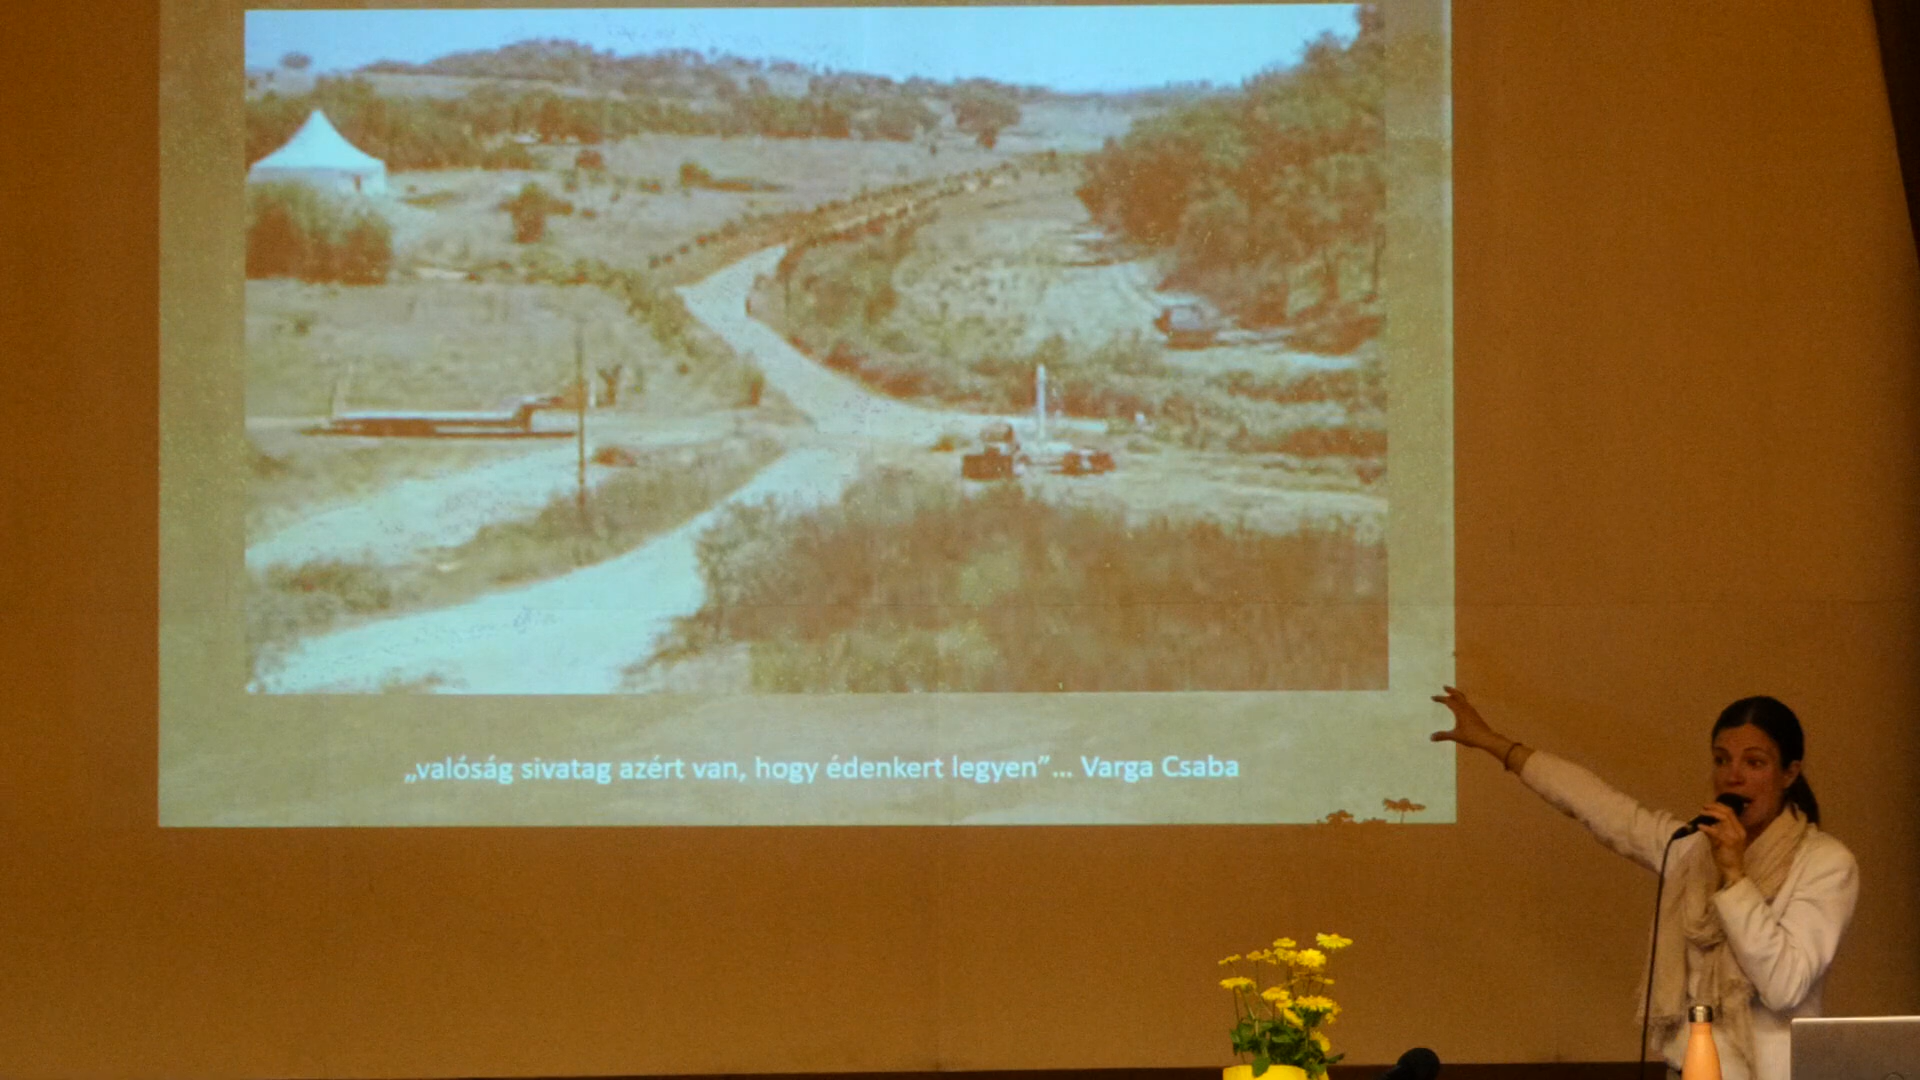 „valóság sivatag azért van, hogy édenkert legyen”... Varga Csaba